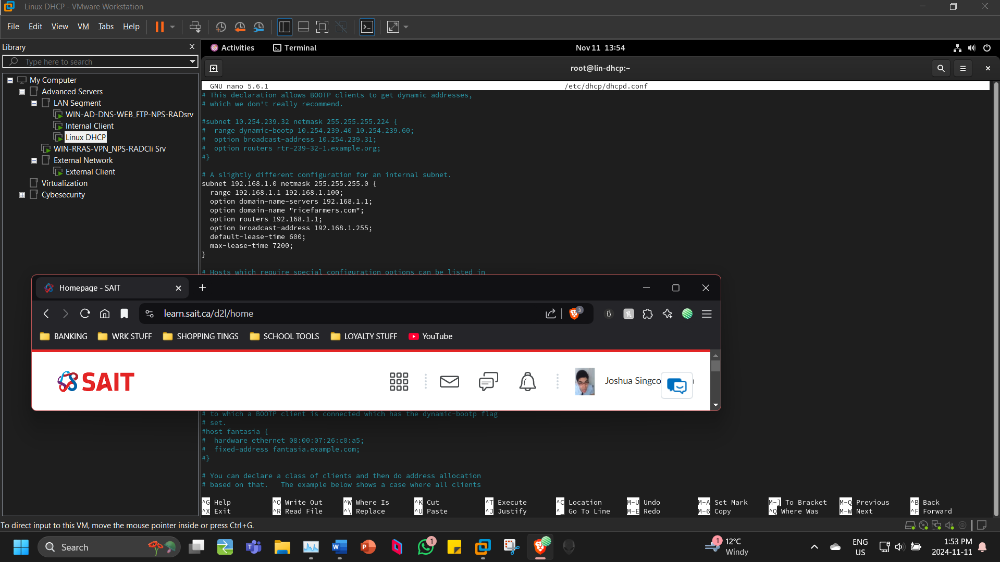 Linux DHCP - VMware Workstation
File Edit View VM Tabs Help
Library
Type here to search
My Computer
Advanced Servers
LAN Segment
WIN-AD-DNS-WEB_FTP-NPS-RADsrv
Internal Client
Linux DHCP
WIN-RRAS-VPN_NPS-RADCli Srv
External Network
External Client
Virtualization
Cybesecurity
Activities Terminal Nov 11 13:54
root@lin-dhcp:~
GNU nano 5.6.1 /etc/dhcp/dhcpd.conf
# This declaration allows BOOTP clients to get dynamic addresses,
# which we don't really recommend.
#subnet 10.254.239.32 netmask 255.255.255.224 {
#  range dynamic-bootp 10.254.239.40 10.254.239.60;
#  option broadcast-address 10.254.239.31;
#  option routers rtr-239-32-1.example.org;
#}
# A slightly different configuration for an internal subnet.
subnet 192.168.1.0 netmask 255.255.255.0 {
  range 192.168.1.1 192.168.1.100;
  option domain-name-servers 192.168.1.1;
  option domain-name "ricefarmers.com";
  option routers 192.168.1.1;
  option broadcast-address 192.168.1.255;
  default-lease-time 600;
  max-lease-time 7200;
}
# Hosts which require special configuration options can be listed in
Homepage - SAIT
learn.sait.ca/d2l/home 3
BANKING WRK STUFF SHOPPING TINGS SCHOOL TOOLS LOYALTY STUFF YouTube
SAIT Joshua Singco
# to which a BOOTP client is connected which has the dynamic-bootp flag
# set.
#host fantasia {
#  hardware ethernet 08:00:07:26:c0:a5;
#  fixed-address fantasia.example.com;
#}
# You can declare a class of clients and then do address allocation
# based on that.   The example below shows a case where all clients
^G Help ^O Write Out ^W Where Is ^K Cut ^T Execute ^C Location M-U Undo M-A Set Mark M-] To Bracket M-Q Previous ^B Back
^X Exit ^R Read File ^\ Replace ^U Paste ^J Justify ^_ Go To Line M-E Redo M-6 Copy ^Q Where Was M-W Next ^F Forward
To direct input to this VM, move the mouse pointer inside or press Ctrl+G.
Search 1 1 12°C ENG 1:53 PM
Windy US 2024-11-11